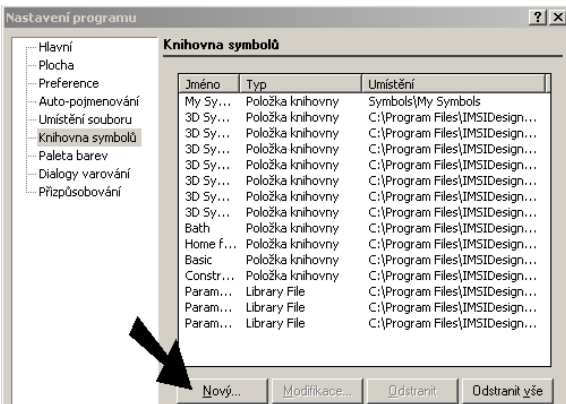 Nastavení programu
Hlavní
Plocha
Preference
Auto-pojmenování
Umístění souboru
Knihovna symbolů
Paleta barev
Dialogy varování
Přizpůsobování
Knihovna symbolů
Jméno Typ Umístění
My Sy... Položka knihovny Symbols\My Symbols
3D Sy... Položka knihovny C:\Program Files\IMSIDesign...
3D Sy... Položka knihovny C:\Program Files\IMSIDesign...
3D Sy... Položka knihovny C:\Program Files\IMSIDesign...
3D Sy... Položka knihovny C:\Program Files\IMSIDesign...
3D Sy... Položka knihovny C:\Program Files\IMSIDesign...
3D Sy... Položka knihovny C:\Program Files\IMSIDesign...
3D Sy... Položka knihovny C:\Program Files\IMSIDesign...
Bath Položka knihovny C:\Program Files\IMSIDesign...
Home f... Položka knihovny C:\Program Files\IMSIDesign...
Basic Položka knihovny C:\Program Files\IMSIDesign...
Constr... Položka knihovny C:\Program Files\IMSIDesign...
Param... Library File C:\Program Files\IMSIDesign...
Param... Library File C:\Program Files\IMSIDesign...
Param... Library File C:\Program Files\IMSIDesign...
Nový... Modifikace... Odstranit Odstranit vše